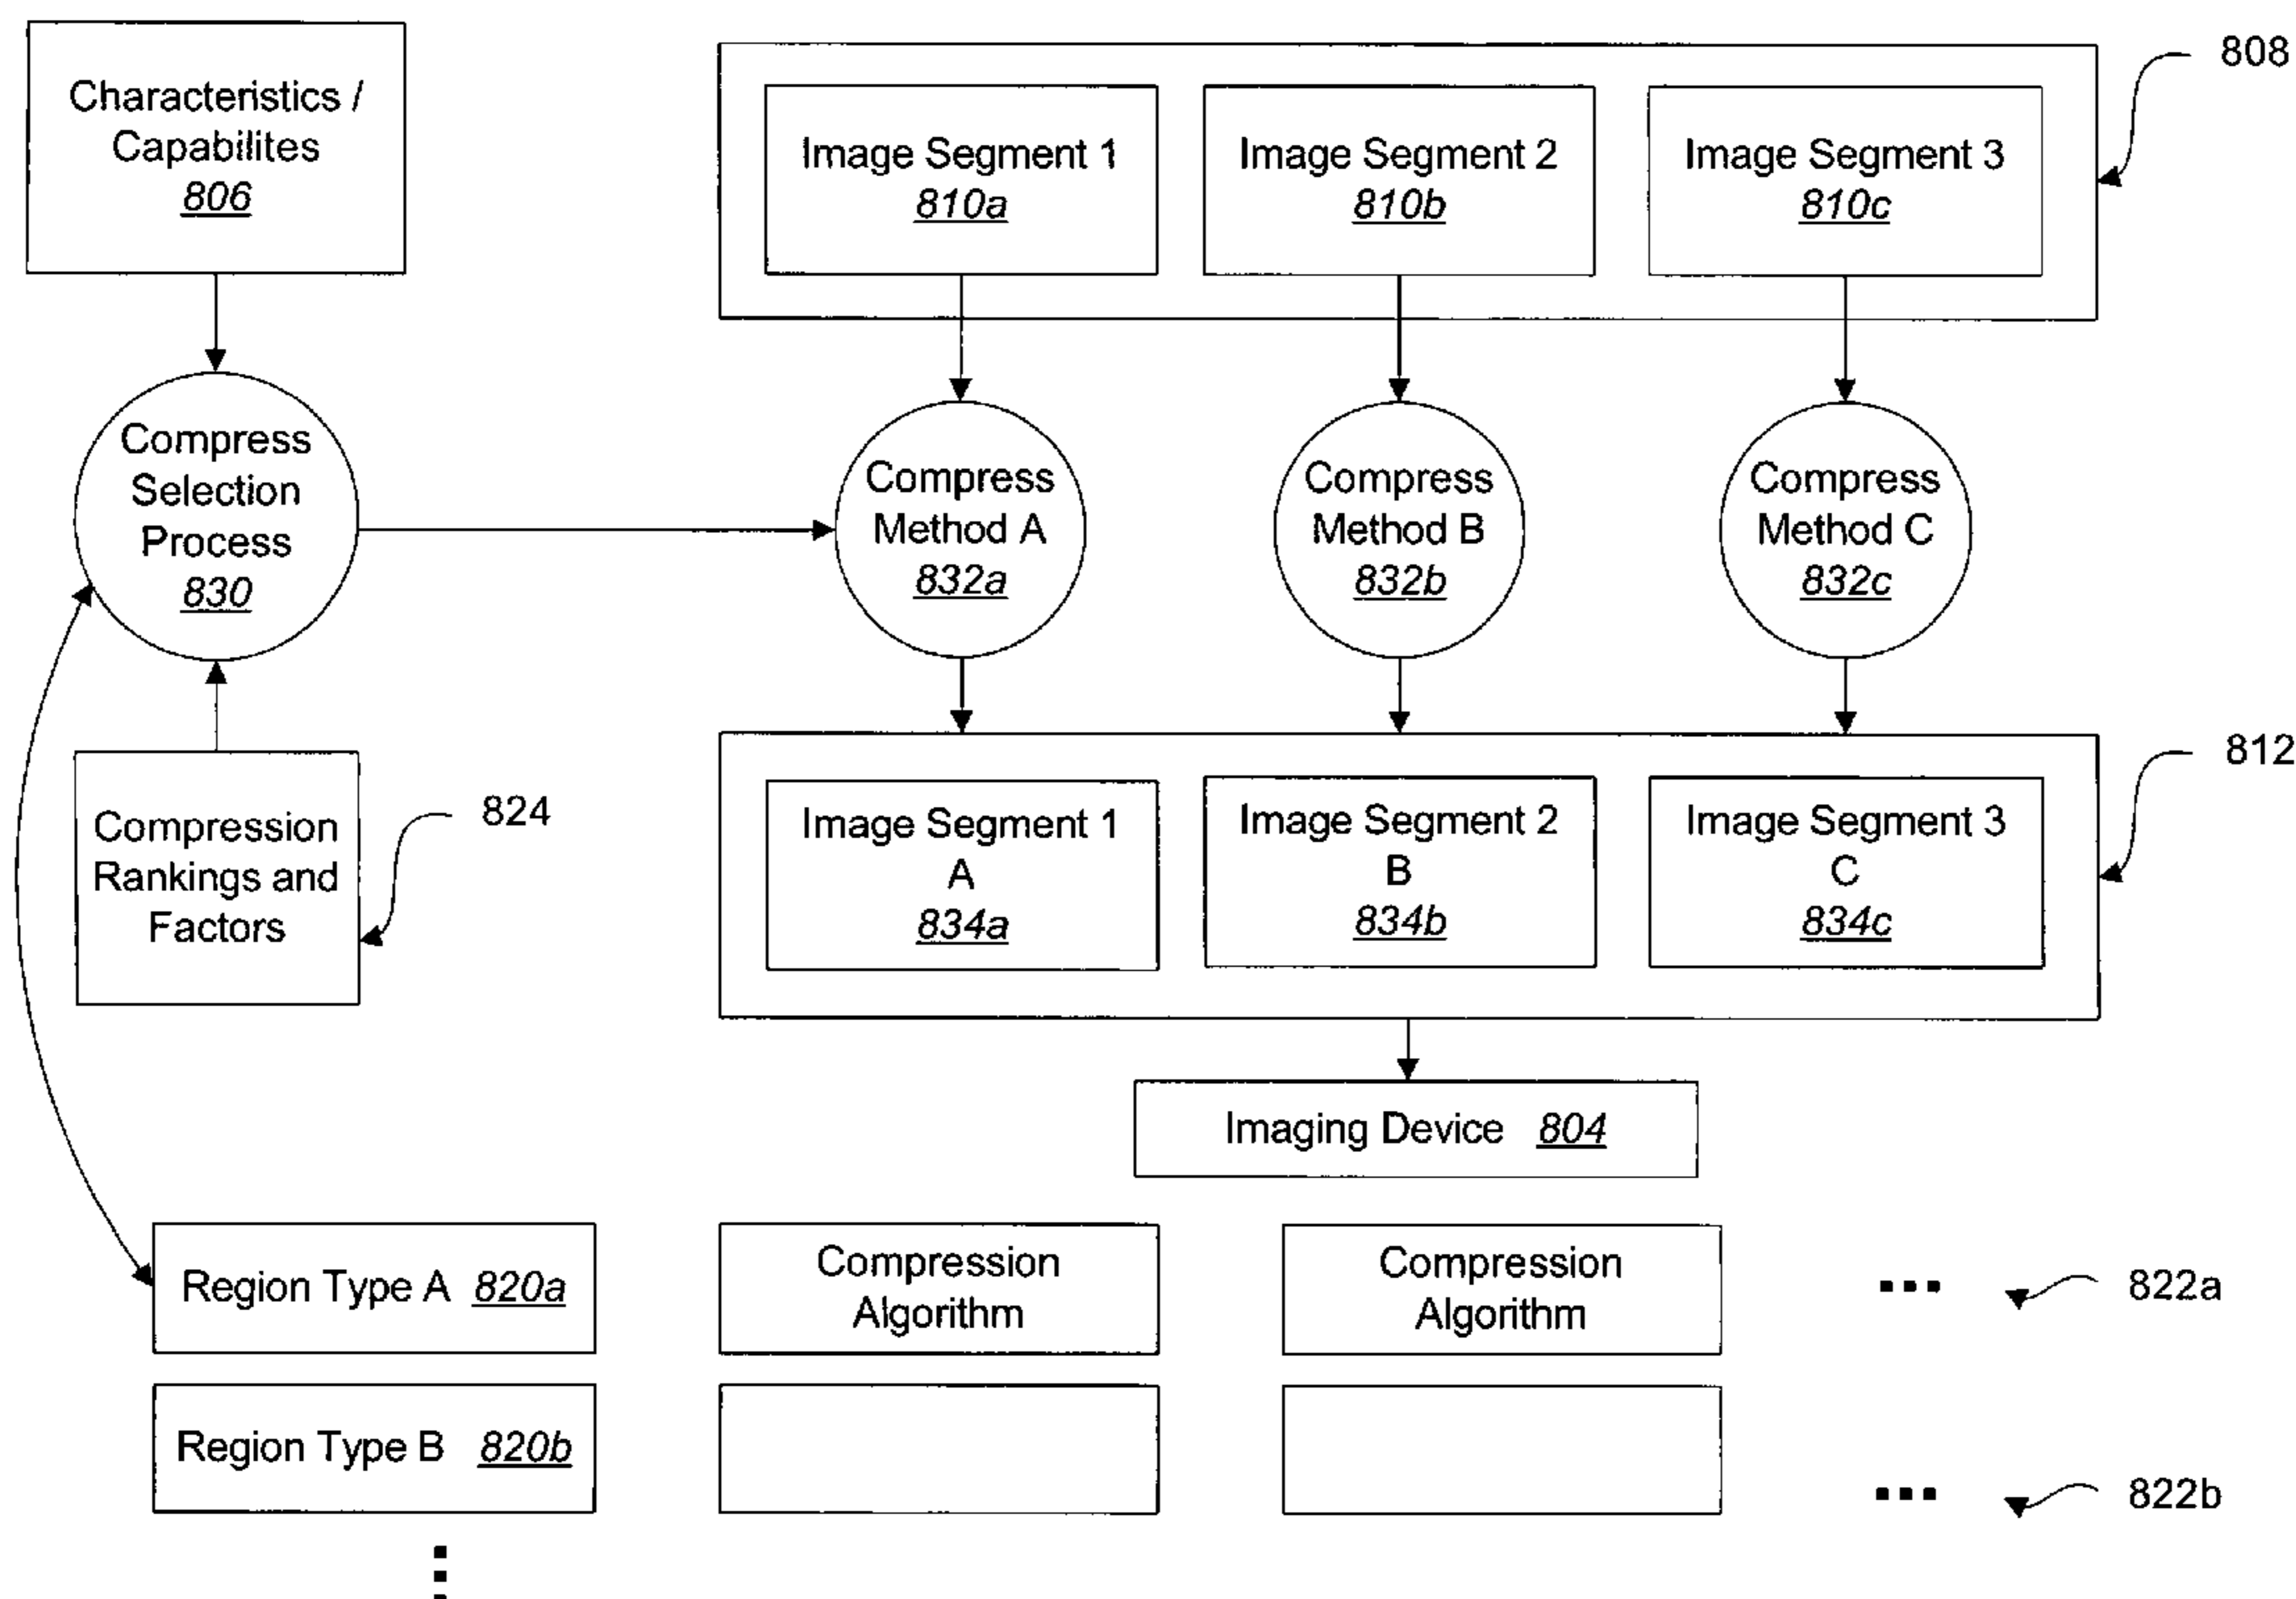 808
Characteristics /
Capabilites
806
Image Segment 1
810a
Image Segment 2
810b
Image Segment 3
810c
Compress
Selection
Process
830
Compress
Method A
832a
Compress
Method B
832b
Compress
Method C
832c
812
824
Compression
Rankings and
Factors
Image Segment 1
A
834a
Image Segment 2
B
834b
Image Segment 3
C
834c
Imaging Device 804
Region Type A 820a
Compression
Algorithm
Compression
Algorithm
...
822a
Region Type B 820b
...
822b